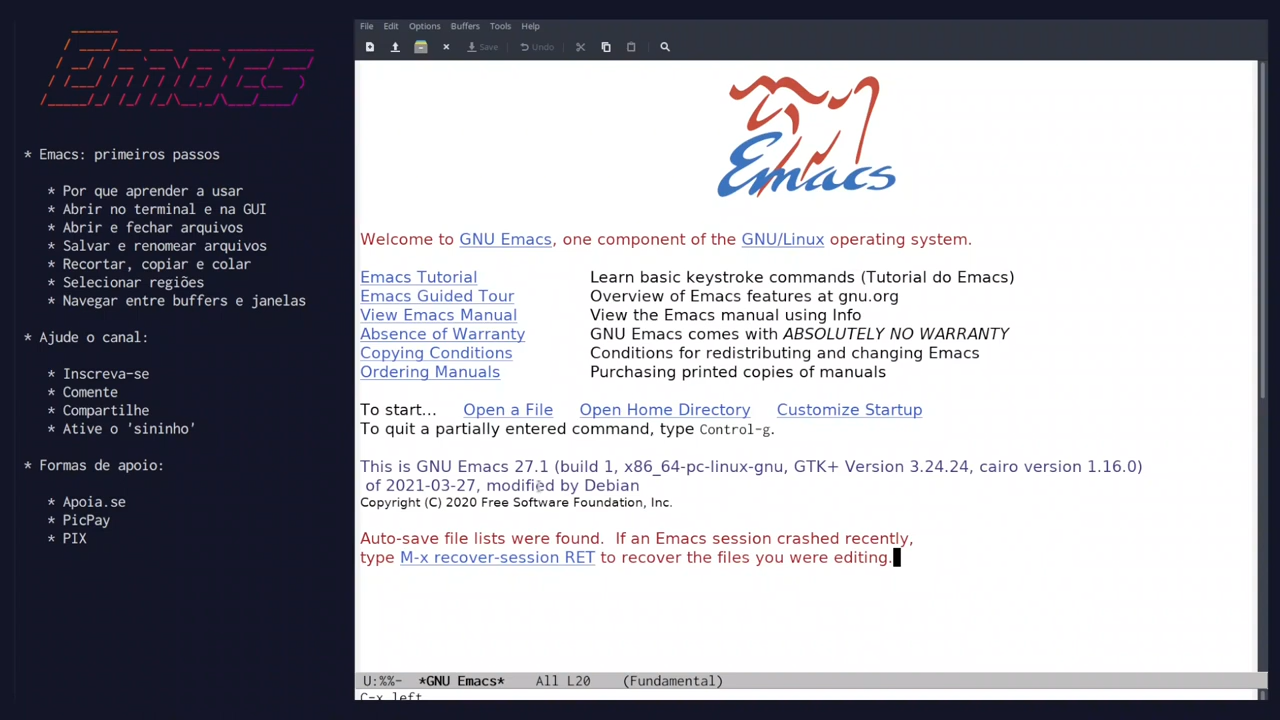 Emacs
* Emacs: primeiros passos
* Por que aprender a usar
* Abrir no terminal e na GUI
* Abrir e fechar arquivos
* Salvar e renomear arquivos
* Recortar, copiar e colar
* Selecionar regiões
* Navegar entre buffers e janelas
* Ajude o canal:
* Inscreva-se
* Comente
* Compartilhe
* Ative o 'sininho'
* Formas de apoio:
* Apoia.se
* PicPay
* PIX
File Edit Options Buffers Tools Help
Save Undo
Emacs
Welcome to GNU Emacs, one component of the GNU/Linux operating system.
Emacs Tutorial Learn basic keystroke commands (Tutorial do Emacs)
Emacs Guided Tour Overview of Emacs features at gnu.org
View Emacs Manual View the Emacs manual using Info
Absence of Warranty GNU Emacs comes with ABSOLUTELY NO WARRANTY
Copying Conditions Conditions for redistributing and changing Emacs
Ordering Manuals Purchasing printed copies of manuals
To start... Open a File Open Home Directory Customize Startup
To quit a partially entered command, type Control-g.
This is GNU Emacs 27.1 (build 1, x86_64-pc-linux-gnu, GTK+ Version 3.24.24, cairo version 1.16.0)
of 2021-03-27, modified by Debian
Copyright (C) 2020 Free Software Foundation, Inc.
Auto-save file lists were found. If an Emacs session crashed recently,
type M-x recover-session RET to recover the files you were editing.
U:%%- *GNU Emacs* All L20 (Fundamental)
C-x left